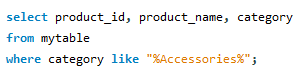 select product_id, product_name, category
from mytable
where category like "%Accessories%";